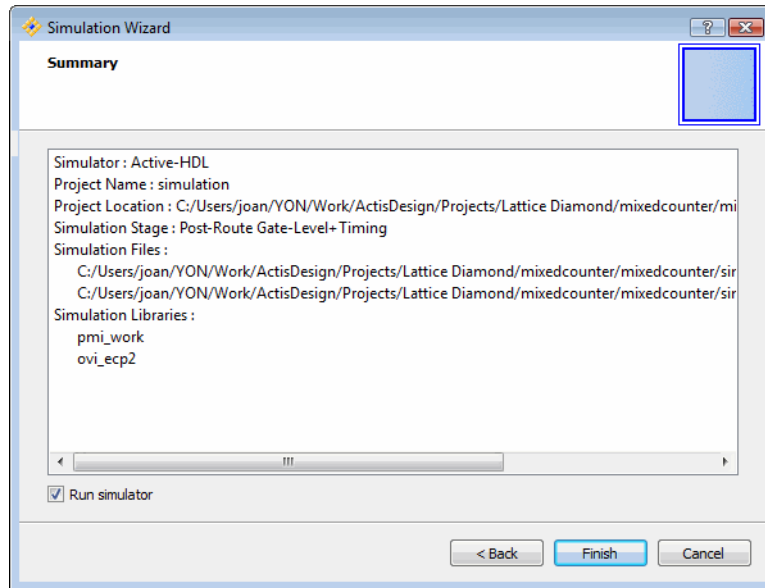 Simulation Wizard
Summary
Simulator : Active-HDL
Project Name : simulation
Project Location : C:/Users/joan/YON/Work/ActisDesign/Projects/Lattice Diamond/mixedcounter/mi
Simulation Stage : Post-Route Gate-Level+Timing
Simulation Files :
C:/Users/joan/YON/Work/ActisDesign/Projects/Lattice Diamond/mixedcounter/mixedcounter/sir
C:/Users/joan/YON/Work/ActisDesign/Projects/Lattice Diamond/mixedcounter/mixedcounter/sir
Simulation Libraries :
pmi_work
ovi_ecp2
Run simulator
< Back Finish Cancel